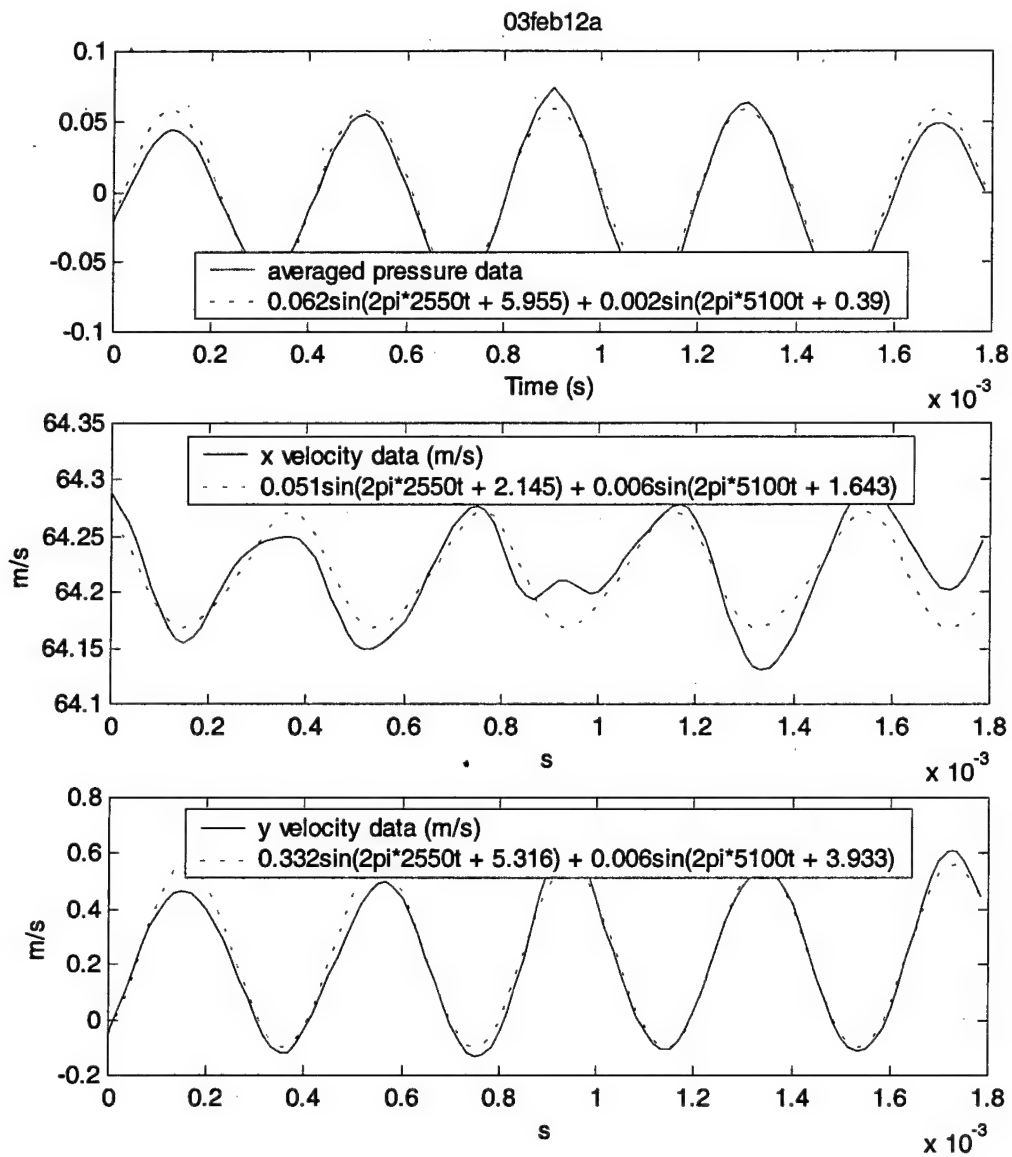 03feb12a
0.1
0.05
0
-0.05
-0.1
averaged pressure data
0.062sin(2pi*2550t + 5.955) + 0.002sin(2pi*5100t + 0.39)
0 0.2 0.4 0.6 0.8 1 1.2 1.4 1.6 1.8
Time (s)
x 10-3
64.35
64.3
64.25
64.2
64.15
64.1
m/s
x velocity data (m/s)
0.051sin(2pi*2550t + 2.145) + 0.006sin(2pi*5100t + 1.643)
0 0.2 0.4 0.6 0.8 1 1.2 1.4 1.6 1.8
s
x 10-3
0.8
0.6
0.4
0.2
0
-0.2
m/s
y velocity data (m/s)
0.332sin(2pi*2550t + 5.316) + 0.006sin(2pi*5100t + 3.933)
0 0.2 0.4 0.6 0.8 1 1.2 1.4 1.6 1.8
s
x 10-3